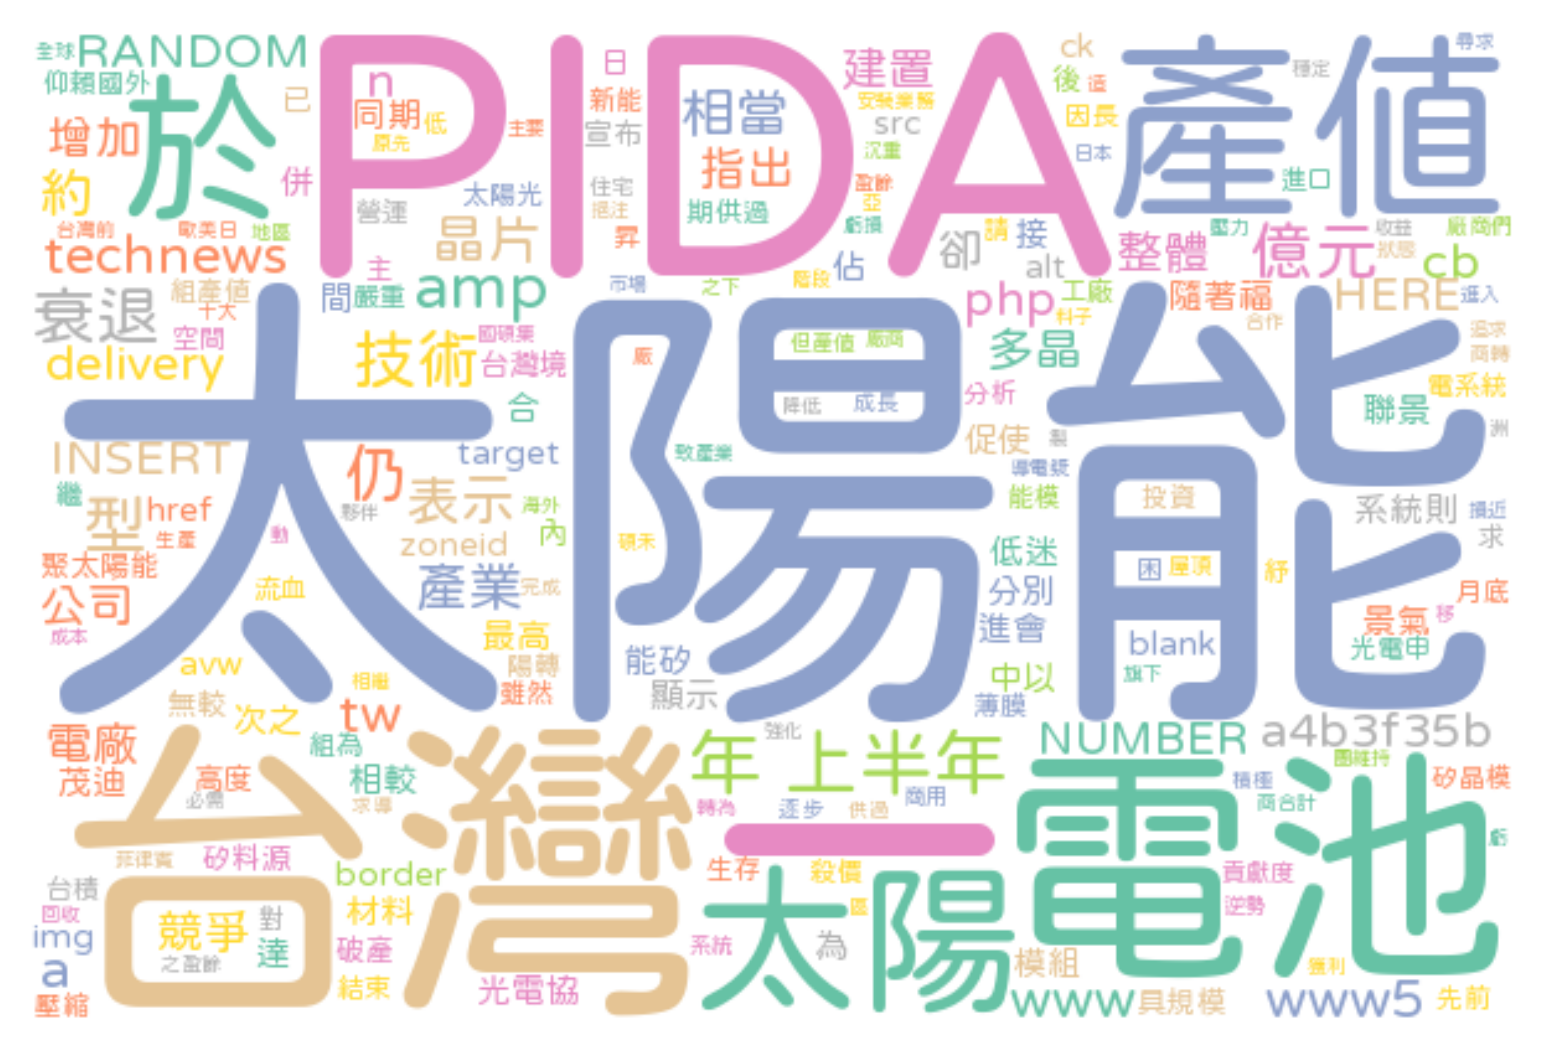 全球
RANDOM
仰賴國外
於
已
PIDA
n
同期
低
原先
主要
日
新能
宣布
相當
指出
建置
安裝業務
src
沉重
ck
後
造
因長
日本
產值
尋求
穩定
進口
增加
約
併
太陽光
住宅
挹注
期供過
盈餘
亞
虧損
營運
晶片
昇
台灣前
歐美日
地區
technews
主
卻
請
接
alt
整體
壓力
億元
收益
狀態
廠商們
cb
組產值
十大
間
嚴重
amp
市場
之下
階段
佔
php
工廠
料子
隨著福
HERE
進入
合作
衰退
空間
delivery
技術
國碩集
台灣境
太陽能
廠
但產值
廠商
降低
成長
多晶
分析
追求
商轉
電系統
聯景
合
促使
製
洲
INSERT
target
致產業
導電漿
仍
繼
型
href
表示
夥伴
海外
能模
投資
系統則
接近
求
生產
動
內
zoneid
碩禾
低迷
聚太陽能
流血
產業
完成
困
屋頂
紓
分別
月底
公司
成本
最高
進會
景氣
移
avw
陽轉
能矽
blank
光電申
相繼
雖然
顯示
中以
旗下
無較
次之
tw
薄膜
電廠
組為
台灣
年
強化
上半年
NUMBER
a4b3f35b
茂迪
高度
必需
相較
求導
轉為
逐步
供過
商用
電池
積極
團維持
商合計
矽晶模
一
菲律賓
矽料源
border
生存
殺價
貢獻度
虧
台積
回收
img
競爭
對
材料
太陽
區
逆勢
之盈餘
達
破產
系統
為
a
模組
獲利
壓縮
結束
光電協
www
具規模
www5
先前